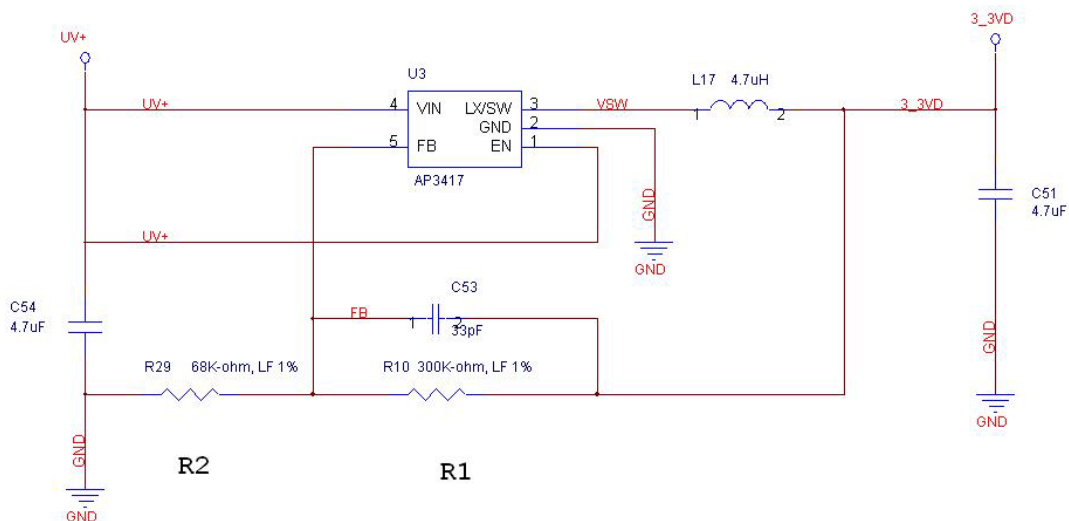 3_3VD
UV+
U3
L17 4.7uH
UV+
4
VIN
LX/SW
3
VSW
1
2
3_3VD
GND
2
5
FB
EN
1
AP3417
GND
C51
4.7uF
UV+
GND
C53
C54
4.7uF
FB
1
2
33pF
GND
R29 68K-ohm, LF 1%
R10 300K-ohm, LF 1%
GND
GND
R2
R1
GND